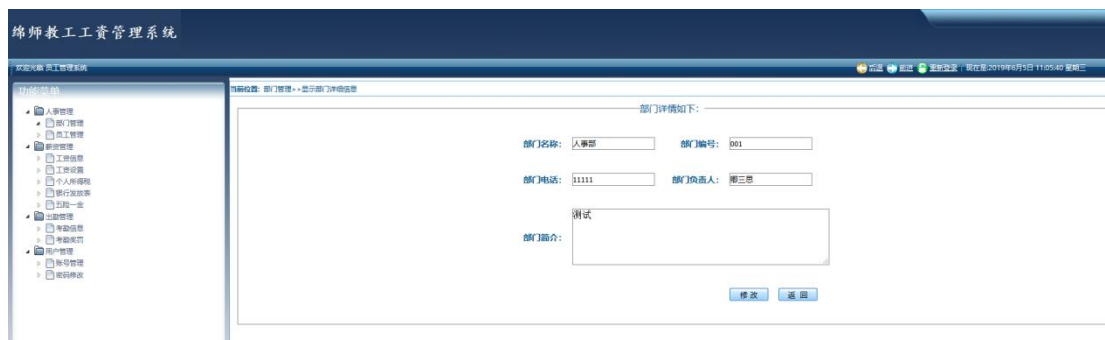 绵师教工工资管理系统
欢迎光临 员工管理系统
后退 前进 重新登录 | 现在是:2019年6月5日 11:05:40 星期三
功能菜单
当前位置: 部门管理>>显示部门详细信息
人事管理
部门管理
员工管理
薪资管理
工资信息
工资设置
个人所得税
银行发放表
五险一金
出勤管理
考勤信息
考勤奖罚
用户管理
账号管理
密码修改
部门详情如下:
部门名称: 人事部 部门编号: 001
部门电话: 11111 部门负责人: 三思
部门简介: 测试
修 改 返 回